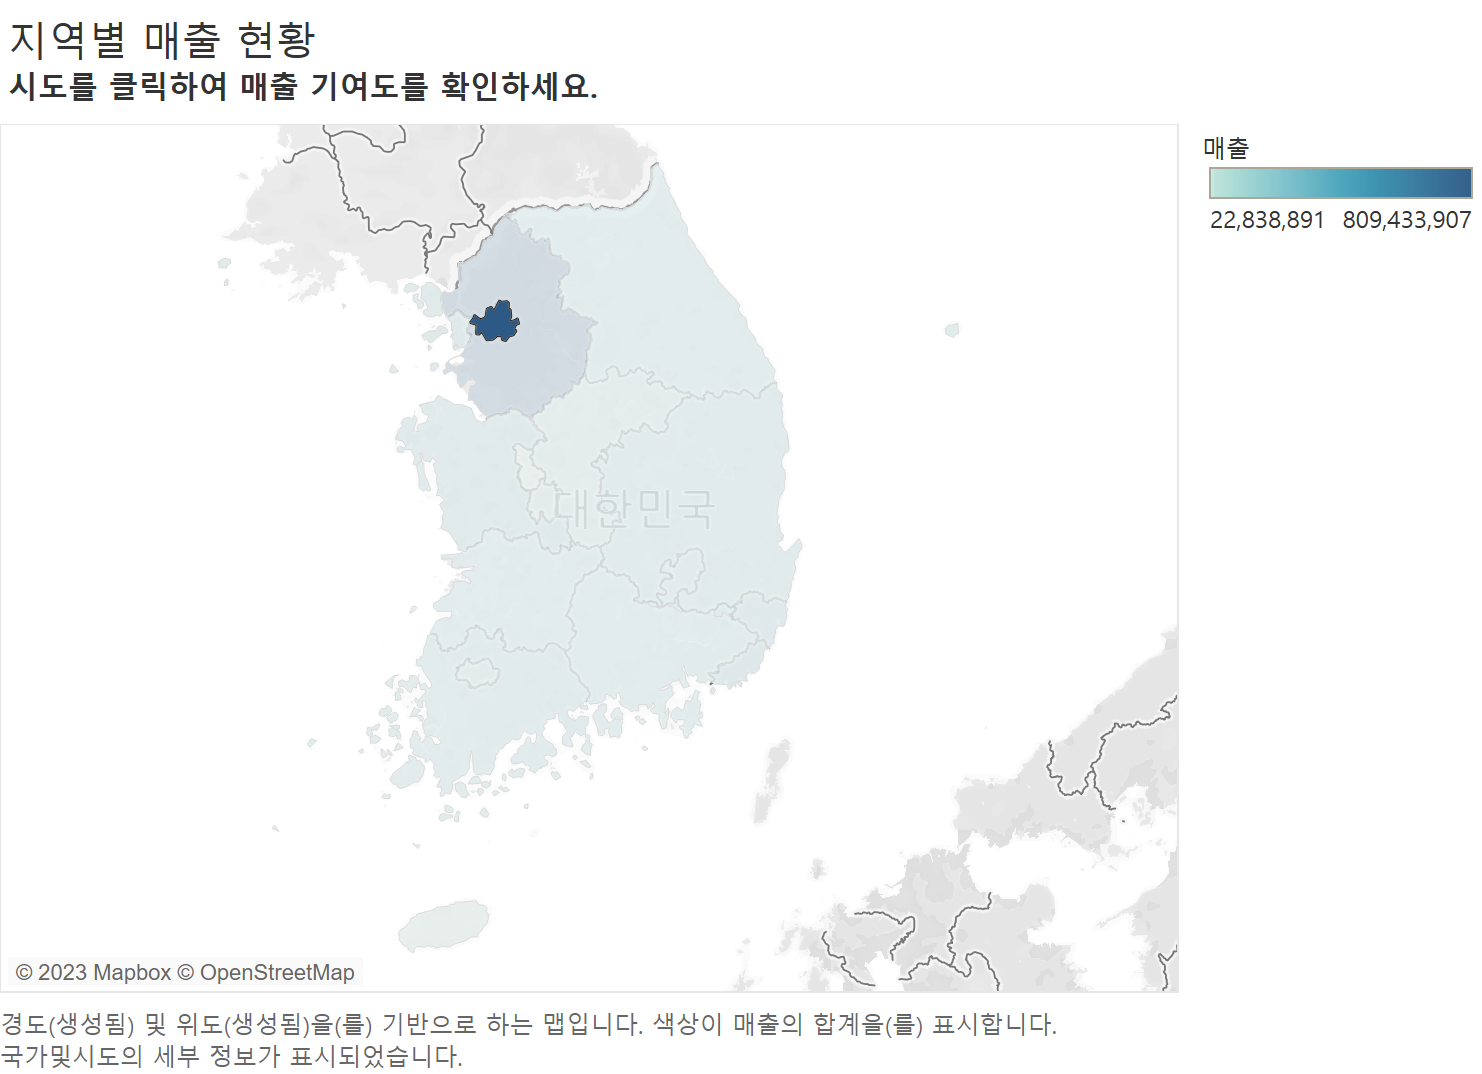 지역별 매출 현황
시도를 클릭하여 매출 기여도를 확인하세요.
매출
22,838,891 809,433,907
대한민국
© 2023 Mapbox © OpenStreetMap
경도(생성됨) 및 위도(생성됨)을(를) 기반으로 하는 맵입니다. 색상이 매출의 합계을(를) 표시합니다.
국가및시도의 세부 정보가 표시되었습니다.